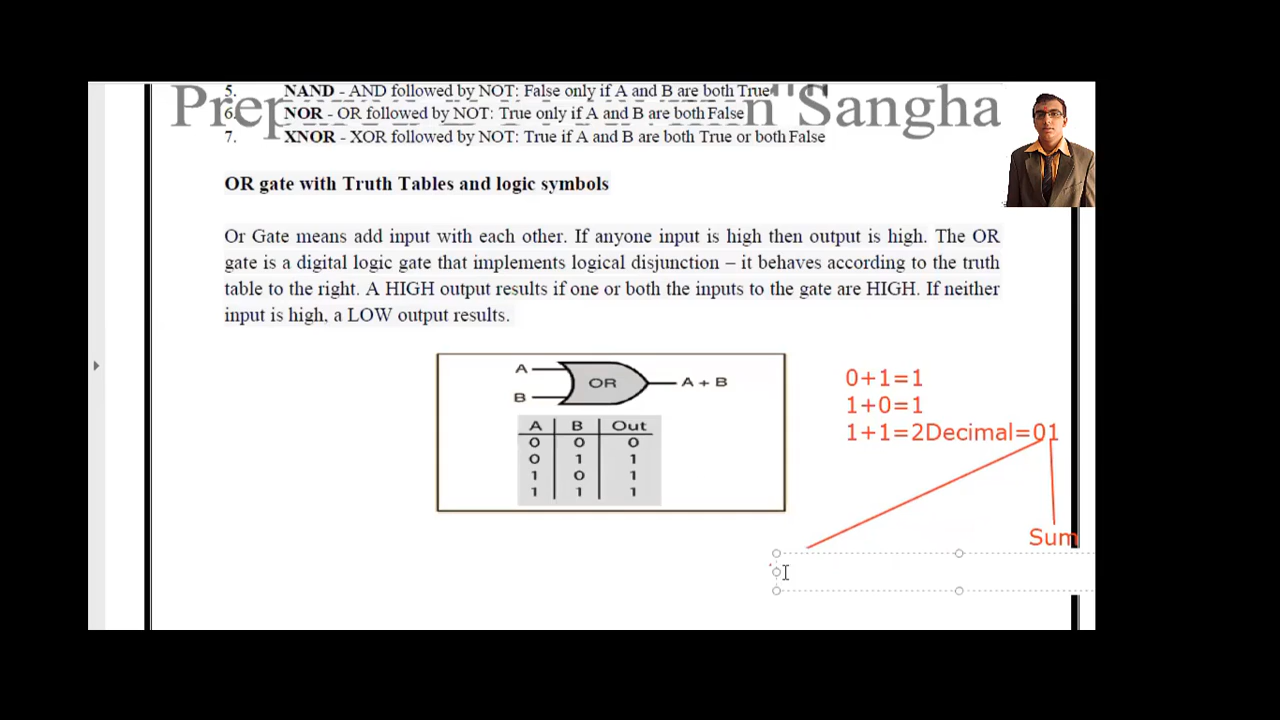 5. NAND - AND followed by NOT: False only if A and B are both True
6. NOR - OR followed by NOT: True only if A and B are both False
7. XNOR - XOR followed by NOT: True if A and B are both True or both False
Sangha
OR gate with Truth Tables and logic symbols
Or Gate means add input with each other. If anyone input is high then output is high. The OR
gate is a digital logic gate that implements logical disjunction – it behaves according to the truth
table to the right. A HIGH output results if one or both the inputs to the gate are HIGH. If neither
input is high, a LOW output results.
A
OR
A + B
B
A B Out
0 0 0
0 1 1
1 0 1
1 1 1
0+1=1
1+0=1
1+1=2Decimal=01
Sum